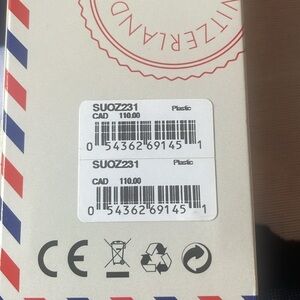 WITZERLAND
SUOZ231 Plastic
CAD 110.00
0 54362 69145 1
SUOZ231 Plastic
CAD 110.00
0 54362 69145 1
CE